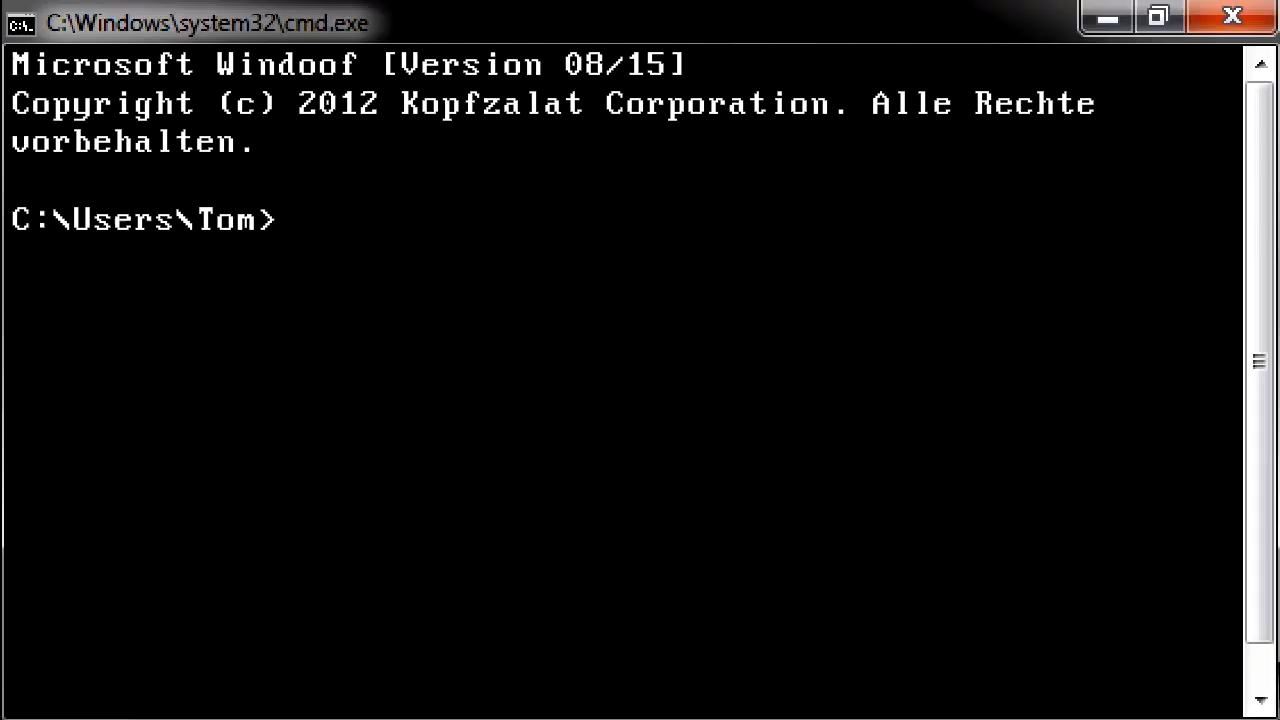 C:\Windows\system32\cmd.exe
Microsoft Windoof [Version 08/15]
Copyright (c) 2012 Kopfzalat Corporation. Alle Rechte
vorbehalten.
C:\Users\Tom>